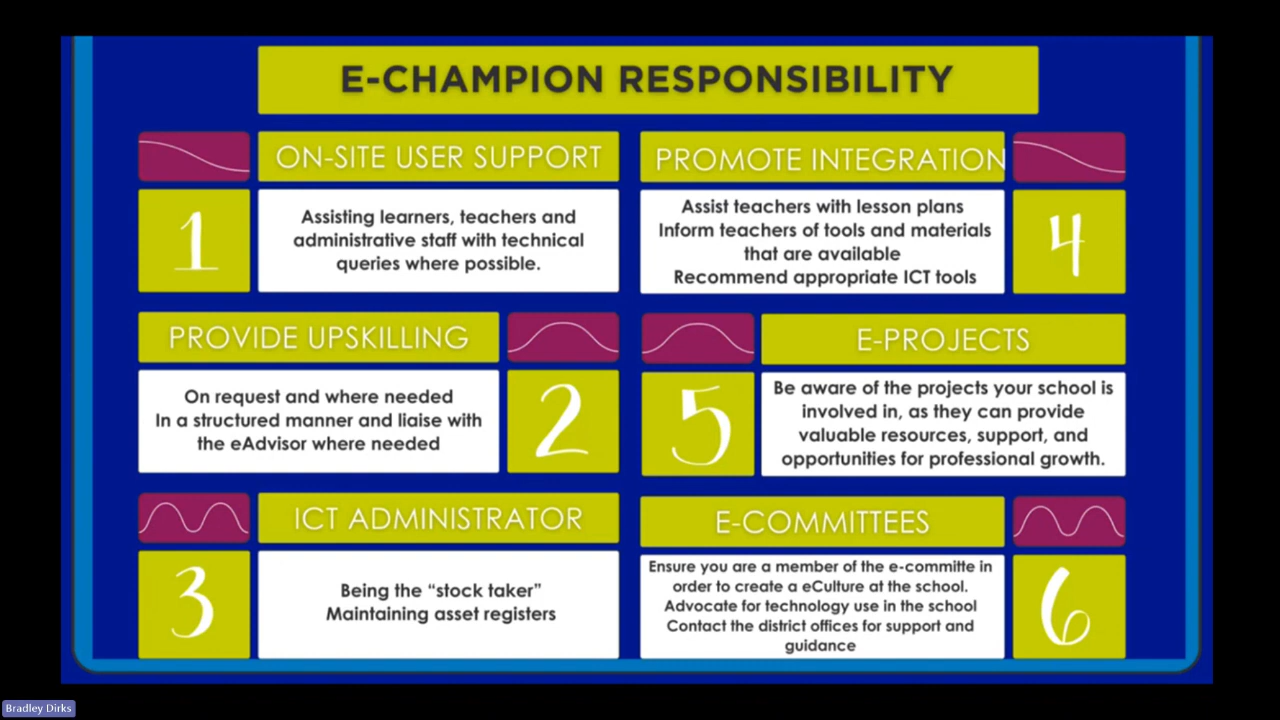 E-CHAMPION RESPONSIBILITY
ON-SITE USER SUPPORT
1
Assisting learners, teachers and
administrative staff with technical
queries where possible.
PROVIDE UPSKILLING
On request and where needed
In a structured manner and liaise with
the eAdvisor where needed
2
ICT ADMINISTRATOR
3
Being the “stock taker”
Maintaining asset registers
PROMOTE INTEGRATION
Assist teachers with lesson plans
Inform teachers of tools and materials
that are available
Recommend appropriate ICT tools
4
E-PROJECTS
5
Be aware of the projects your school is
involved in, as they can provide
valuable resources, support, and
opportunities for professional growth.
E-COMMITTEES
Ensure you are a member of the e-committe in
order to create a eCulture at the school.
Advocate for technology use in the school
Contact the district offices for support and
guidance
6
Bradley Dirks